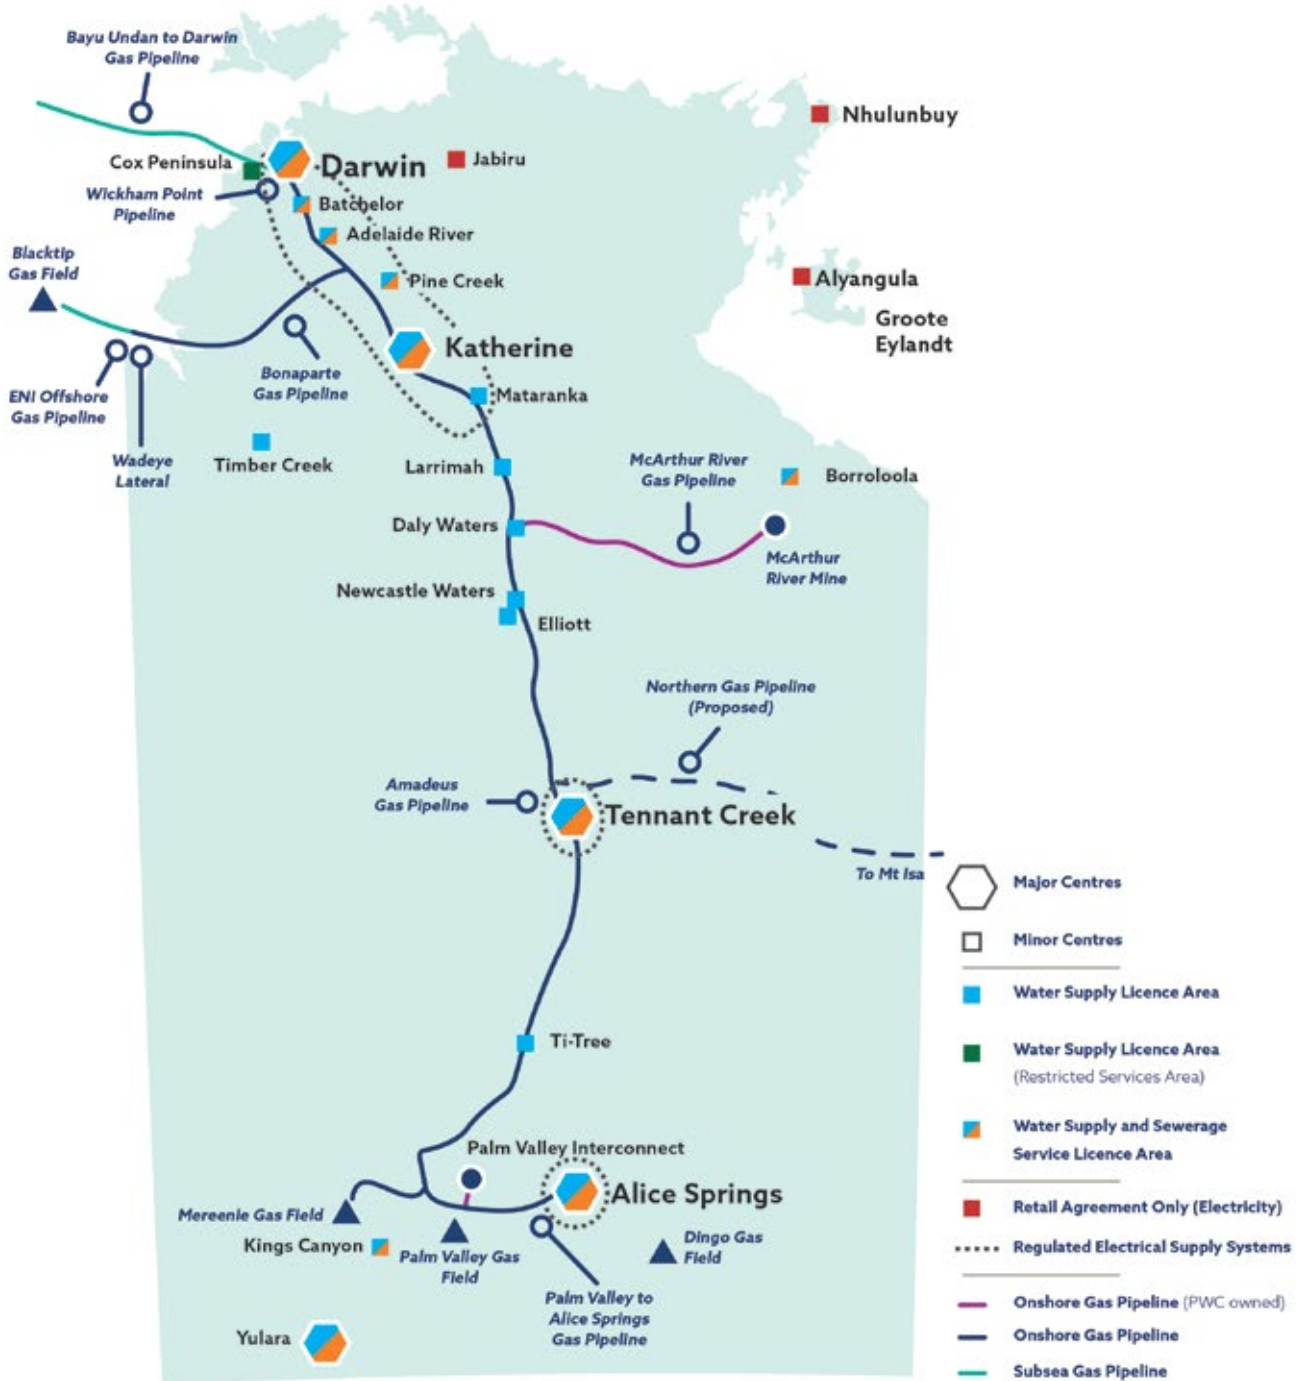 Bayu Undan to Darwin
Gas Pipeline
Nhulunbuy
Cox Peninsula
Darwin
Jabiru
Wickham Point
Pipeline
Batchelor
Adelaide River
Blacktip
Gas Field
Pine Creek
Alyangula
Groote
Eylandt
Katherine
Bonaparte
Gas Pipeline
ENI Offshore
Gas Pipeline
Mataranka
Wadeye
Lateral
Timber Creek
Larrimah
McArthur River
Gas Pipeline
Borroloola
Daly Waters
McArthur
River Mine
Newcastle Waters
Elliott
Northern Gas Pipeline
(Proposed)
Amadeus
Gas Pipeline
Tennant Creek
To Mt Isa
Ti-Tree
Palm Valley Interconnect
Alice Springs
Mereenie Gas Field
Kings Canyon
Palm Valley Gas
Field
Dingo Gas
Field
Palm Valley to
Alice Springs
Gas Pipeline
Yulara
Major Centres
Minor Centres
Water Supply Licence Area
Water Supply Licence Area
(Restricted Services Area)
Water Supply and Sewerage
Service Licence Area
Retail Agreement Only (Electricity)
Regulated Electrical Supply Systems
Onshore Gas Pipeline (PWC owned)
Onshore Gas Pipeline
Subsea Gas Pipeline